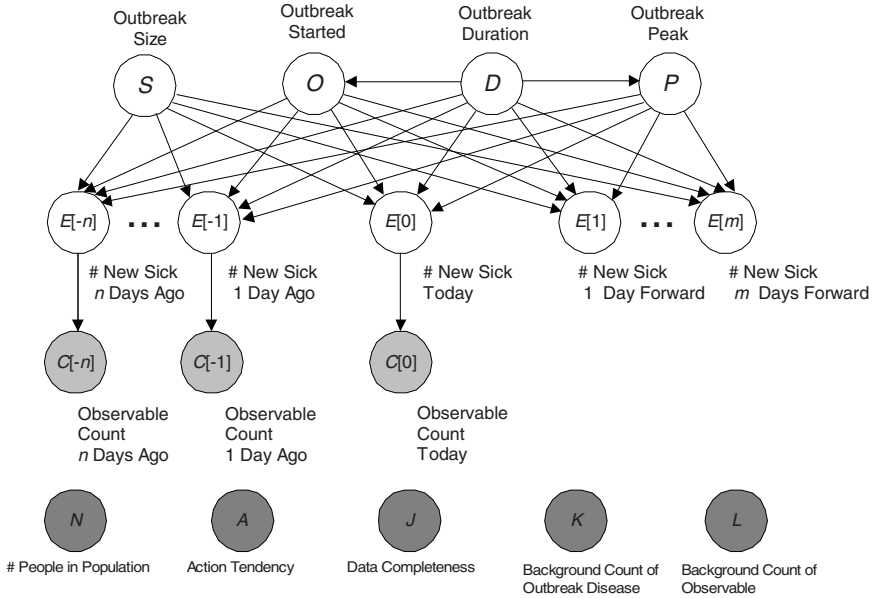 Outbreak Size
Outbreak Started
Outbreak Duration
Outbreak Peak
S
O
D
P
E[-n]
...
E[-1]
E[0]
E[1]
...
E[m]
# New Sick
n Days Ago
# New Sick
1 Day Ago
# New Sick
Today
# New Sick
1 Day Forward
# New Sick
m Days Forward
C[-n]
C[-1]
C[0]
Observable
Count
n Days Ago
Observable
Count
1 Day Ago
Observable
Count
Today
N
A
J
K
L
# People in Population
Action Tendency
Data Completeness
Background Count of
Outbreak Disease
Background Count of
Observable